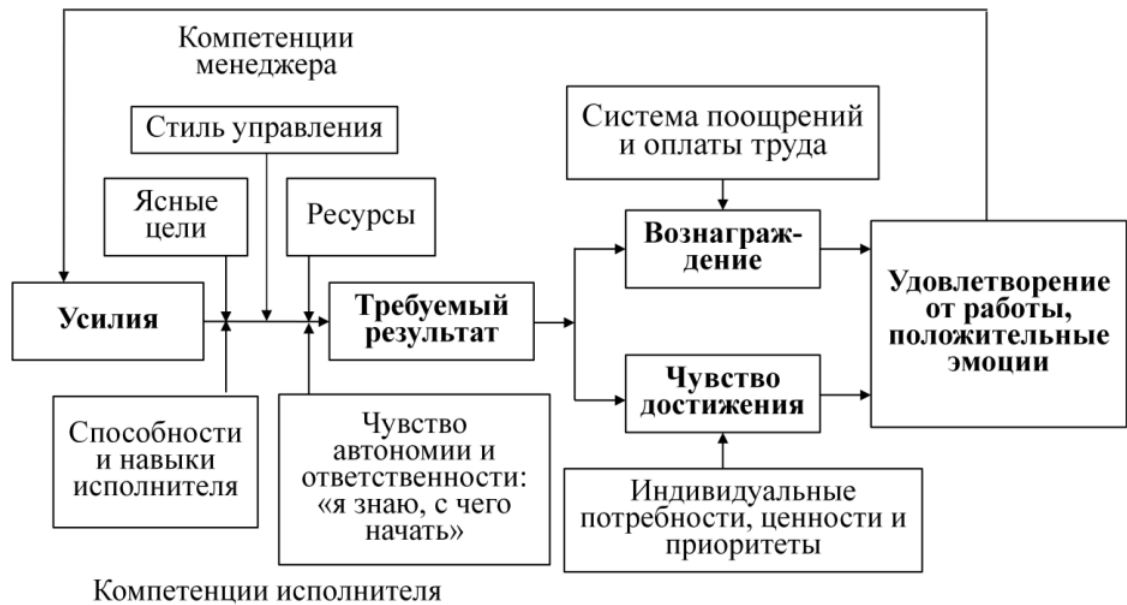 Компетенции
менеджера
Стиль управления
Ясные
цели
Ресурсы
Система поощрений
и оплаты труда
Усилия
Требуемый
результат
Вознаграж-
дение
Чувство
достижения
Удовлетворение
от работы,
положительные
эмоции
Способности
и навыки
исполнителя
Чувство
автономии и
ответственности:
«я знаю, с чего
начать»
Индивидуальные
потребности, ценности и
приоритеты
Компетенции исполнителя